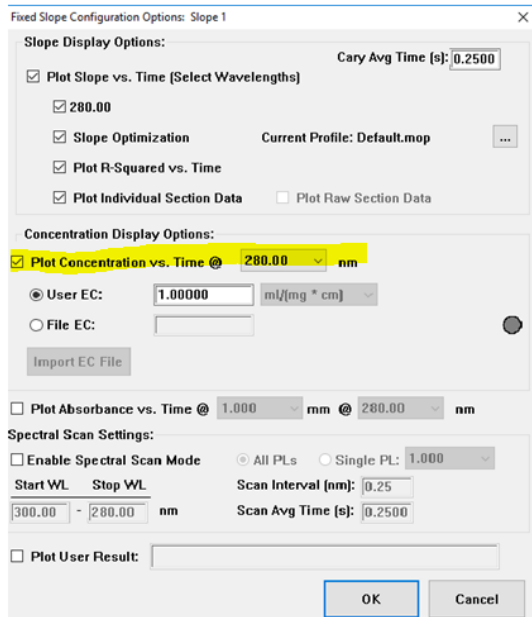 Fixed Slope Configuration Options: Slope 1
Slope Display Options:
Cary Avg Time (s): 0.2500
Plot Slope vs. Time (Select Wavelengths)
280.00
Slope Optimization Current Profile: Default.mop ...
Plot R-Squared vs. Time
Plot Individual Section Data Plot Raw Section Data
Concentration Display Options:
Plot Concentration vs. Time @ 280.00 nm
User EC: 1.00000 ml/(mg * cm)
File EC:
Import EC File
Plot Absorbance vs. Time @ 1.000 mm @ 280.00 nm
Spectral Scan Settings:
Enable Spectral Scan Mode All PLs Single PL: 1.000
Start WL Stop WL Scan Interval (nm): 0.25
300.00 - 280.00 nm Scan Avg Time (s): 0.2500
Plot User Result:
OK Cancel